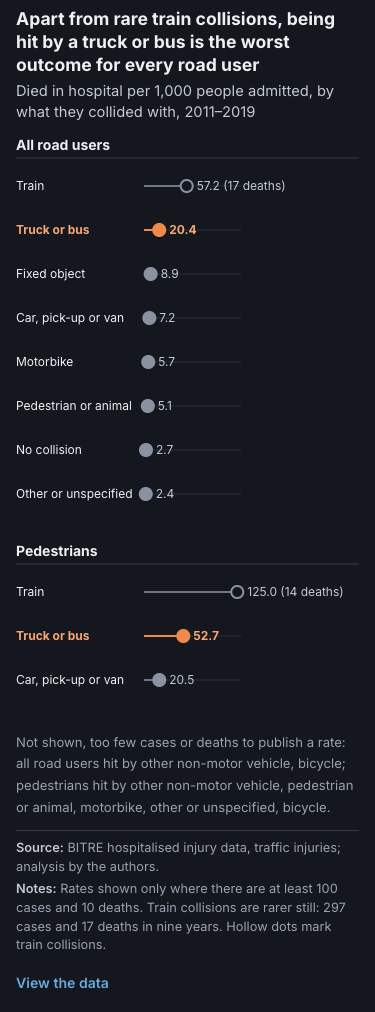 Apart from rare train collisions, being
hit by a truck or bus is the worst
outcome for every road user
Died in hospital per 1,000 people admitted, by
what they collided with, 2011–2019
All road users
Train 57.2 (17 deaths)
Truck or bus 20.4
Fixed object 8.9
Car, pick-up or van 7.2
Motorbike 5.7
Pedestrian or animal 5.1
No collision 2.7
Other or unspecified 2.4
Pedestrians
Train 125.0 (14 deaths)
Truck or bus 52.7
Car, pick-up or van 20.5
Not shown, too few cases or deaths to publish a rate:
all road users hit by other non-motor vehicle, bicycle;
pedestrians hit by other non-motor vehicle, pedestrian
or animal, motorbike, other or unspecified, bicycle.
Source: BITRE hospitalised injury data, traffic injuries;
analysis by the authors.
Notes: Rates shown only where there are at least 100
cases and 10 deaths. Train collisions are rarer still: 297
cases and 17 deaths in nine years. Hollow dots mark
train collisions.
View the data